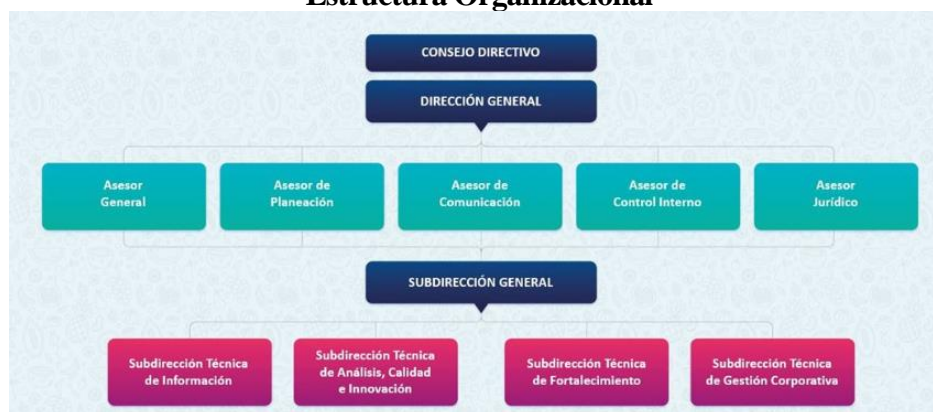 Estructura Organizacional
CONSEJO DIRECTIVO
DIRECCIÓN GENERAL
Asesor
General
Asesor de
Planeación
Asesor de
Comunicación
Asesor de
Control Interno
Asesor
Jurídico
SUBDIRECCIÓN GENERAL
Subdirección Técnica
de Información
Subdirección Técnica
de Análisis, Calidad
e Innovación
Subdirección Técnica
de Fortalecimiento
Subdirección Técnica
de Gestión Corporativa